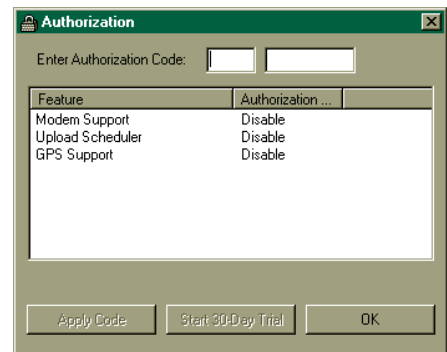 Authorization
Enter Authorization Code:
Feature Authorization ...
Modem Support Disable
Upload Scheduler Disable
GPS Support Disable
Apply Code Start 30-Day Trial OK